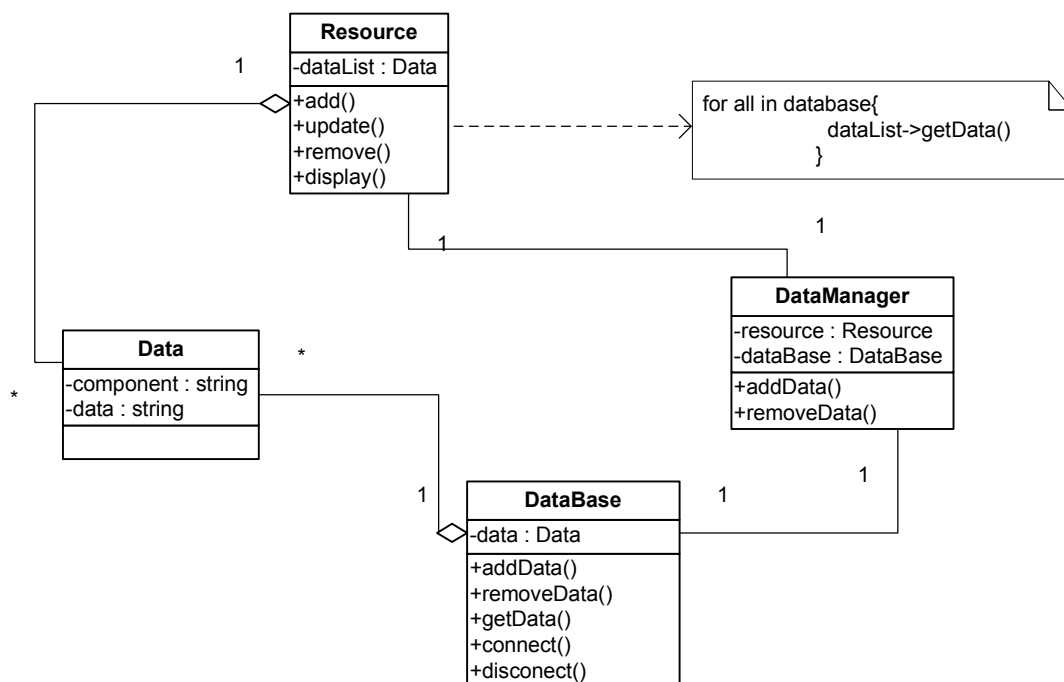 Resource
-dataList : Data
+add()
+update()
+remove()
+display()
1
for all in database{
dataList->getData()
}
1
1
DataManager
-resource : Resource
-dataBase : DataBase
+addData()
+removeData()
Data
-component : string
-data : string
*
*
1
DataBase
-data : Data
+addData()
+removeData()
+getData()
+connect()
+disconect()
1
1